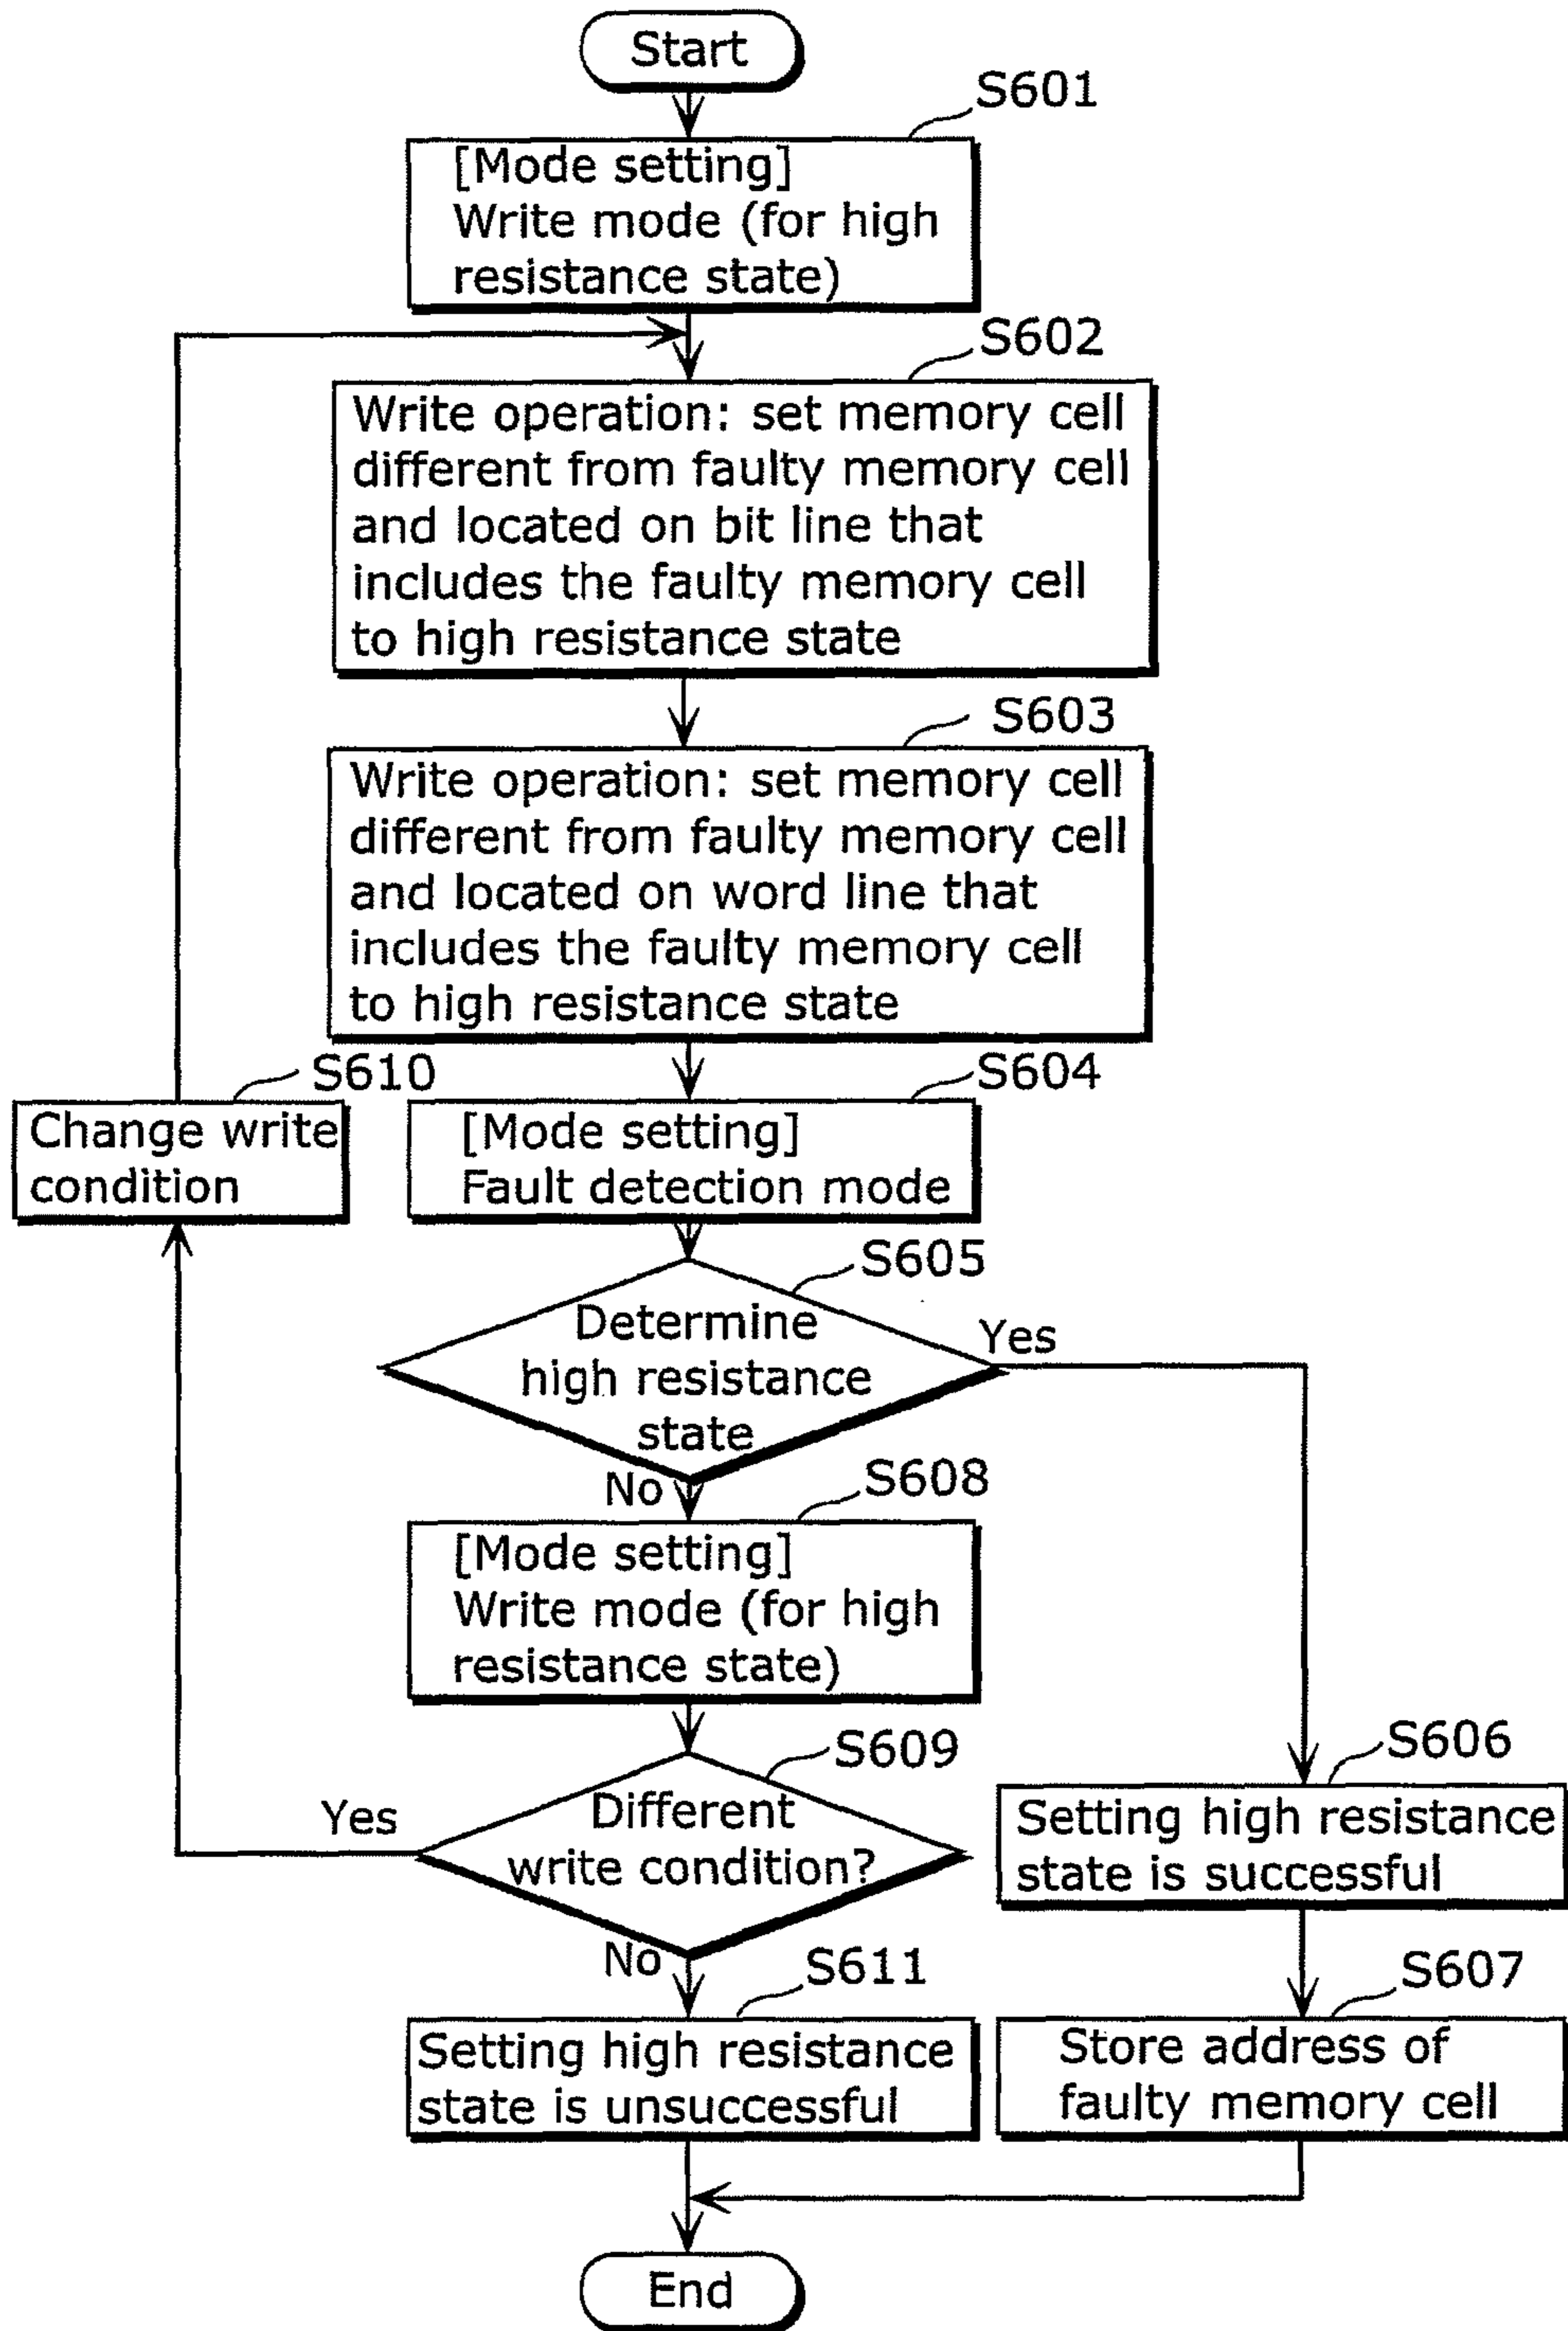 Start
S601
[Mode setting]
Write mode (for high
resistance state)
S602
Write operation: set memory cell
different from faulty memory cell
and located on bit line that
includes the faulty memory cell
to high resistance state
S603
Write operation: set memory cell
different from faulty memory cell
and located on word line that
includes the faulty memory cell
to high resistance state
S610
Change write
condition
S604
[Mode setting]
Fault detection mode
S605
Determine
high resistance
state
Yes
No
S608
[Mode setting]
Write mode (for high
resistance state)
S609
Different
write condition?
Yes
No
S606
Setting high resistance
state is successful
S611
Setting high resistance
state is unsuccessful
S607
Store address of
faulty memory cell
End